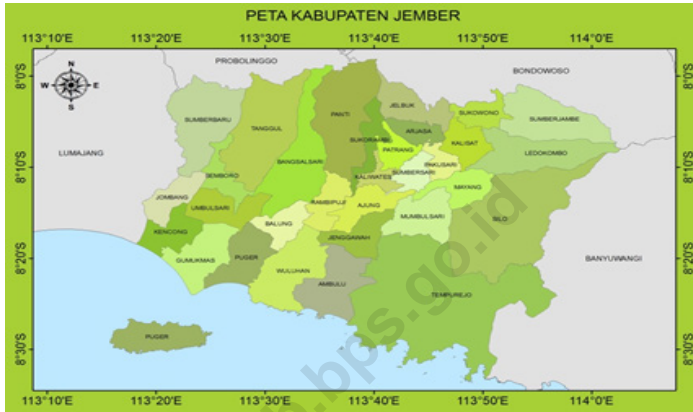 PETA KABUPATEN JEMBER
113°10'E 113°20'E 113°30'E 113°40'E 113°50'E 114°0'E
PROBOLINGGO
BONDOWOSO
N
W E
S
8°0'S 8°0'S
SUMBERBARU
TANGGUL
PANTI
JELBUK
SUKOWONO
SUMBERJAMBE
ARJASA
SUKORAMBI
PATRANG
KALISAT
LUMAJANG
BANGSALSARI
LEDOKOMBO
PAKUSARI
8°10'S 8°10'S
SEMBORO
KALIWATES
SUMBERSARI
MAYANG
JOMBANG
UMBULSARI
RAMBIPUJI
AJUNG
MUMBULSARI
SILO
BALUNG
KENCONG
JENGGAWAH
8°20'S 8°20'S
GUMUKMAS
PUGER
WULUHAN
AMBULU
BANYUWANGI
TEMPUREJO
PUGER
8°30'S 8°30'S
b.bps.go.id
113°10'E 113°20'E 113°30'E 113°40'E 113°50'E 114°0'E